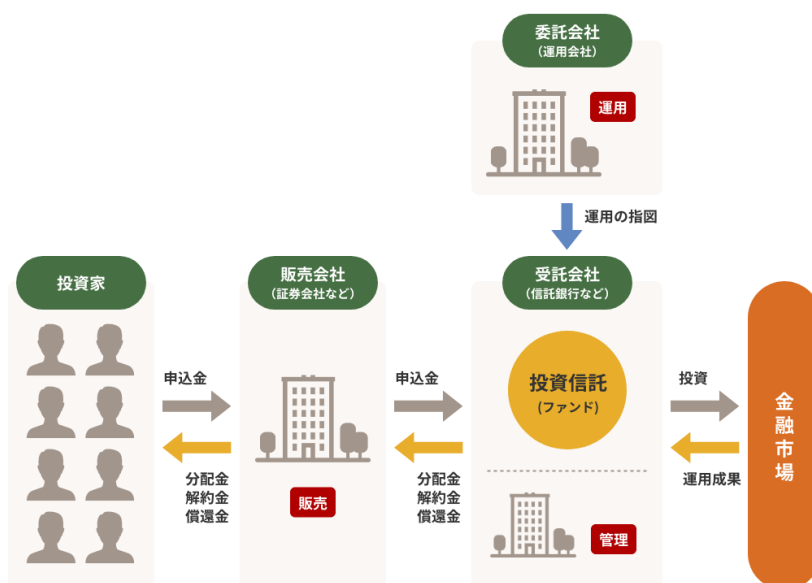 委託会社
（運用会社）
運用
運用の指図
投資家
販売会社
（証券会社など）
受託会社
（信託銀行など）
申込金
申込金
投資信託
(ファンド)
投資
金融市場
分配金
解約金
償還金
販売
分配金
解約金
償還金
運用成果
管理